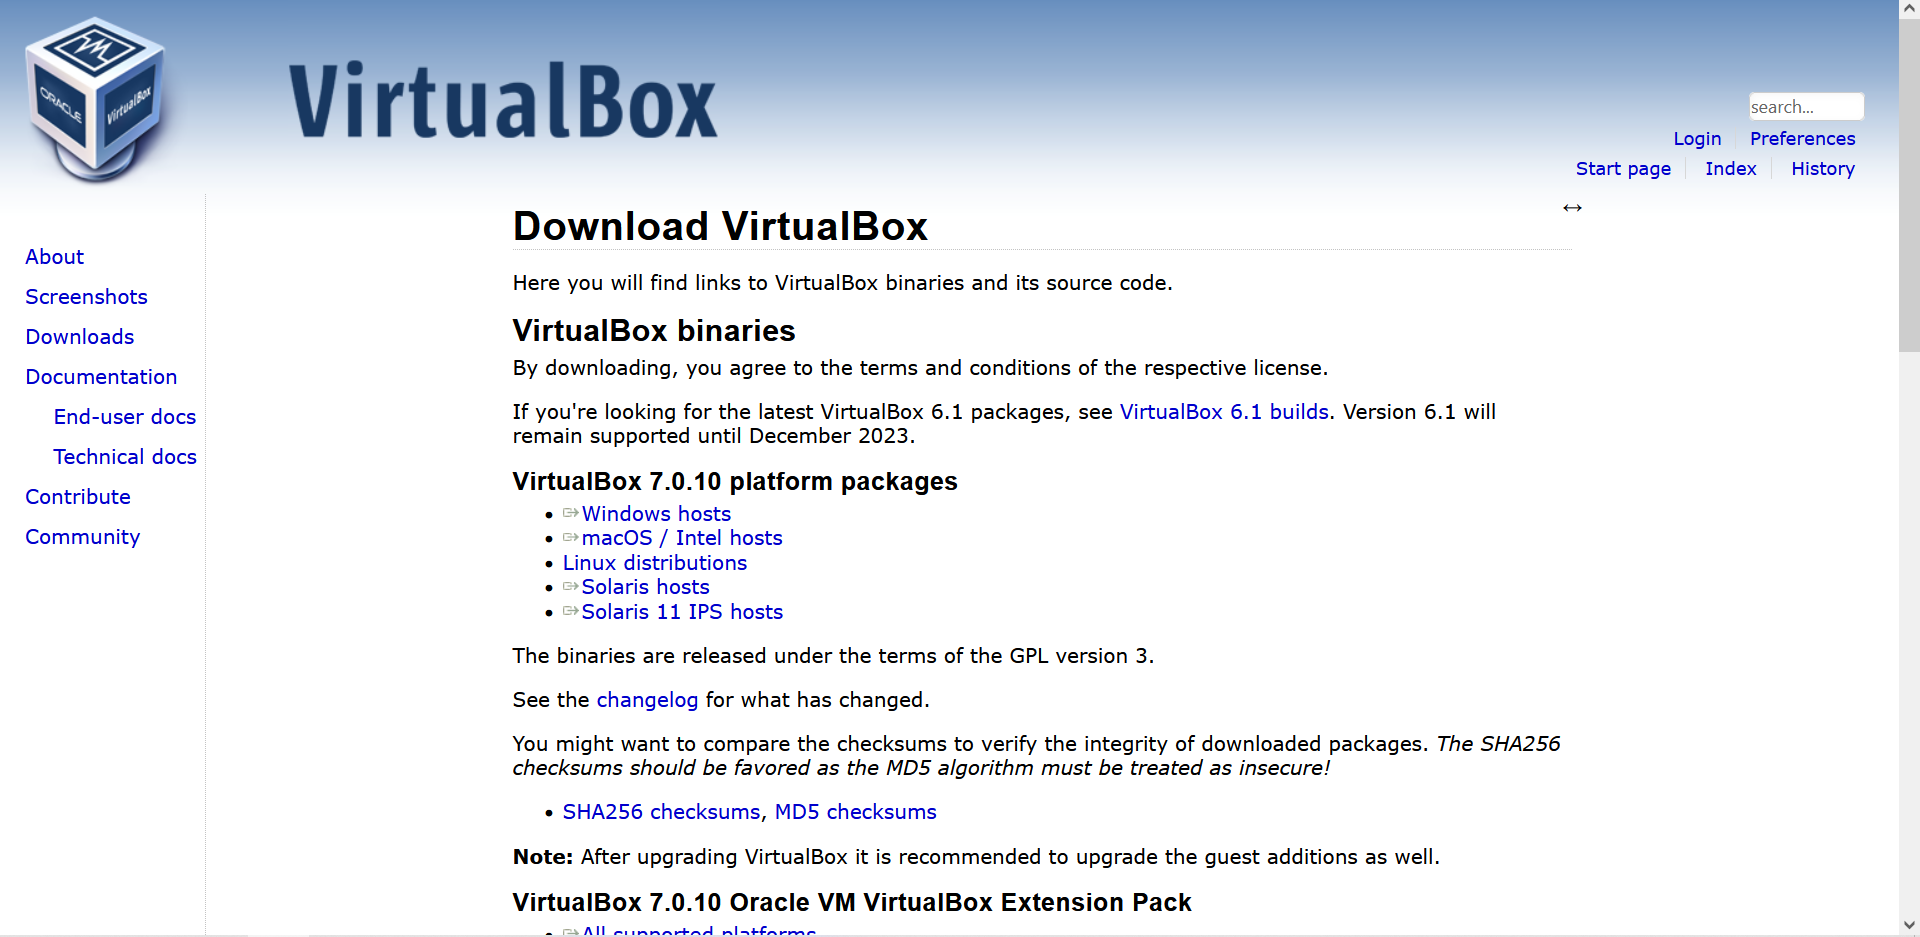 ORACLE
VirtualBox
VirtualBox
search...
Login
Preferences
Start page
Index
History
About
Screenshots
Downloads
Documentation
End-user docs
Technical docs
Contribute
Community
Download VirtualBox
Here you will find links to VirtualBox binaries and its source code.
VirtualBox binaries
By downloading, you agree to the terms and conditions of the respective license.
If you're looking for the latest VirtualBox 6.1 packages, see VirtualBox 6.1 builds. Version 6.1 will
remain supported until December 2023.
VirtualBox 7.0.10 platform packages
Windows hosts
macOS / Intel hosts
Linux distributions
Solaris hosts
Solaris 11 IPS hosts
The binaries are released under the terms of the GPL version 3.
See the changelog for what has changed.
You might want to compare the checksums to verify the integrity of downloaded packages. The SHA256
checksums should be favored as the MD5 algorithm must be treated as insecure!
SHA256 checksums, MD5 checksums
Note: After upgrading VirtualBox it is recommended to upgrade the guest additions as well.
VirtualBox 7.0.10 Oracle VM VirtualBox Extension Pack
All supported platforms